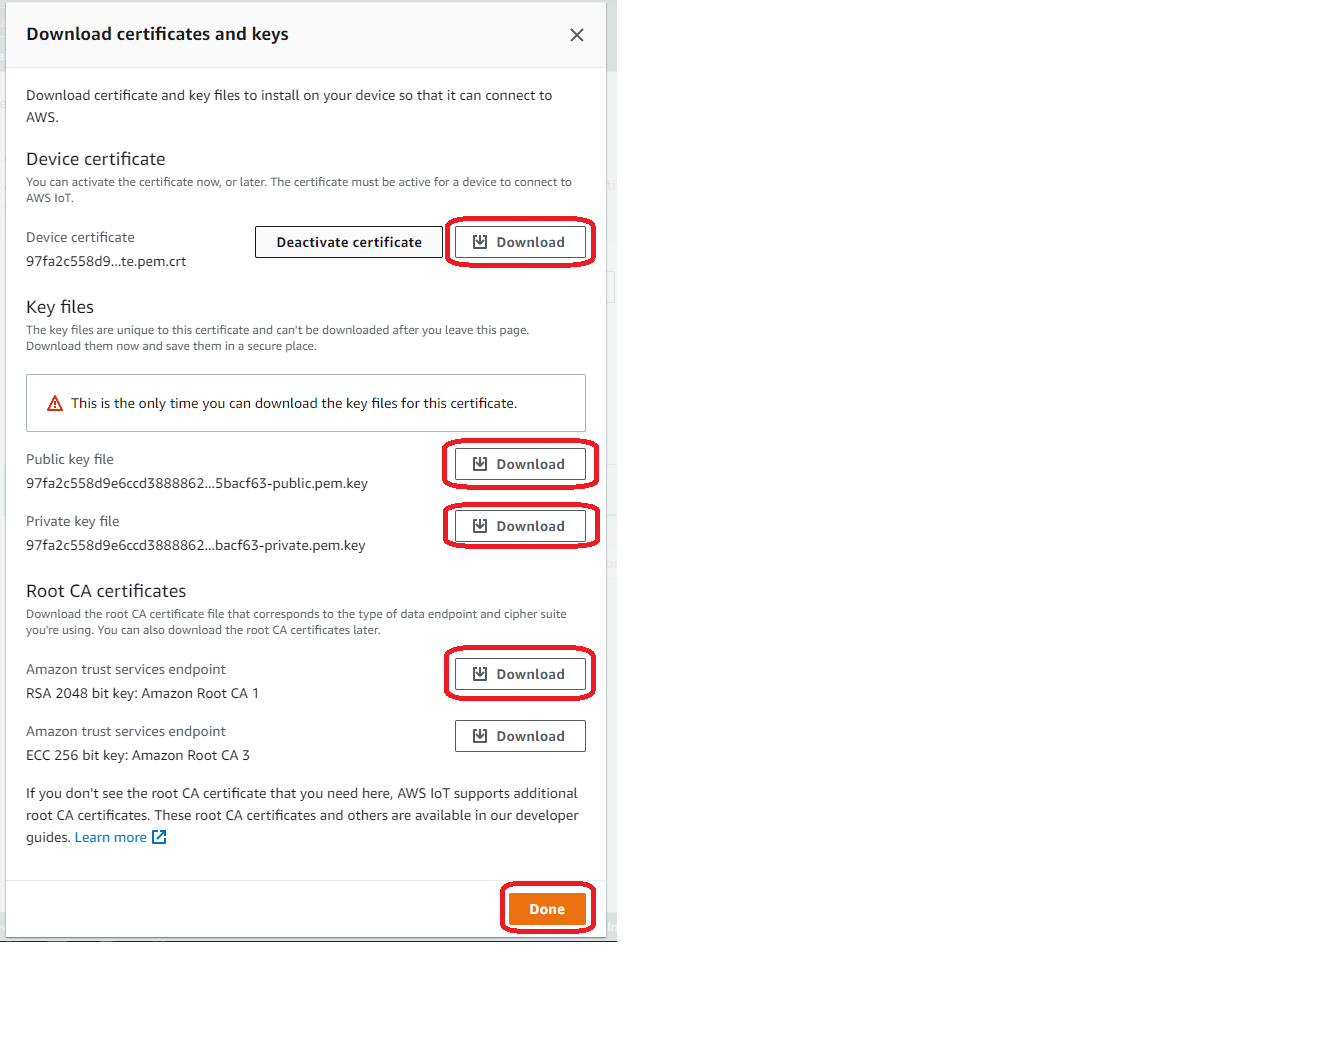 Download certificates and keys
Download certificate and key files to install on your device so that it can connect to
AWS.
Device certificate
You can activate the certificate now, or later. The certificate must be active for a device to connect to
AWS IoT.
Device certificate
97fa2c558d9...te.pem.crt
Deactivate certificate
Download
Key files
The key files are unique to this certificate and can't be downloaded after you leave this page.
Download them now and save them in a secure place.
This is the only time you can download the key files for this certificate.
Public key file
97fa2c558d9e6ccd3888862...5bacf63-public.pem.key
Download
Private key file
97fa2c558d9e6ccd3888862...bacf63-private.pem.key
Download
Root CA certificates
Download the root CA certificate file that corresponds to the type of data endpoint and cipher suite
you're using. You can also download the root CA certificates later.
Amazon trust services endpoint
RSA 2048 bit key: Amazon Root CA 1
Download
Amazon trust services endpoint
ECC 256 bit key: Amazon Root CA 3
Download
If you don't see the root CA certificate that you need here, AWS IoT supports additional
root CA certificates. These root CA certificates and others are available in our developer
guides. Learn more
Done